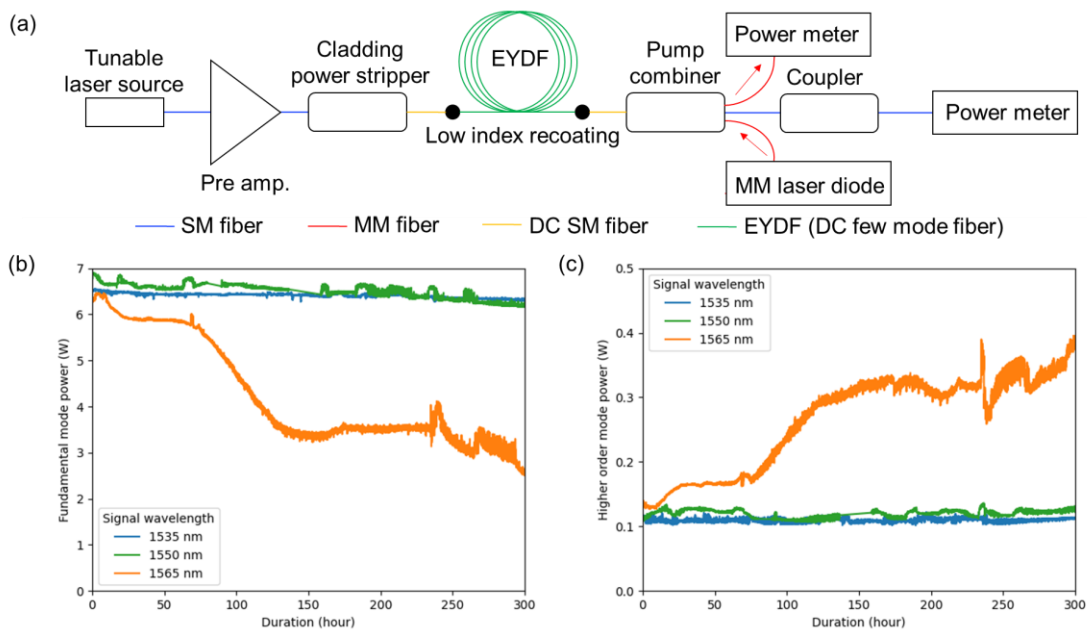 (a)
Tunable
laser source
Pre amp.
Cladding
power stripper
EYDF
Low index recoating
Pump
combiner
Power meter
Coupler
Power meter
MM laser diode
SM fiber
MM fiber
DC SM fiber
EYDF (DC few mode fiber)
(b)
Fundamental mode power (W)
7
6
5
4
3
2
1
0
Signal wavelength
1535 nm
1550 nm
1565 nm
0 50 100 150 200 250 300
Duration (hour)
(c)
Higher order mode power (W)
0.5
0.4
0.3
0.2
0.1
0.0
Signal wavelength
1535 nm
1550 nm
1565 nm
0 50 100 150 200 250 300
Duration (hour)